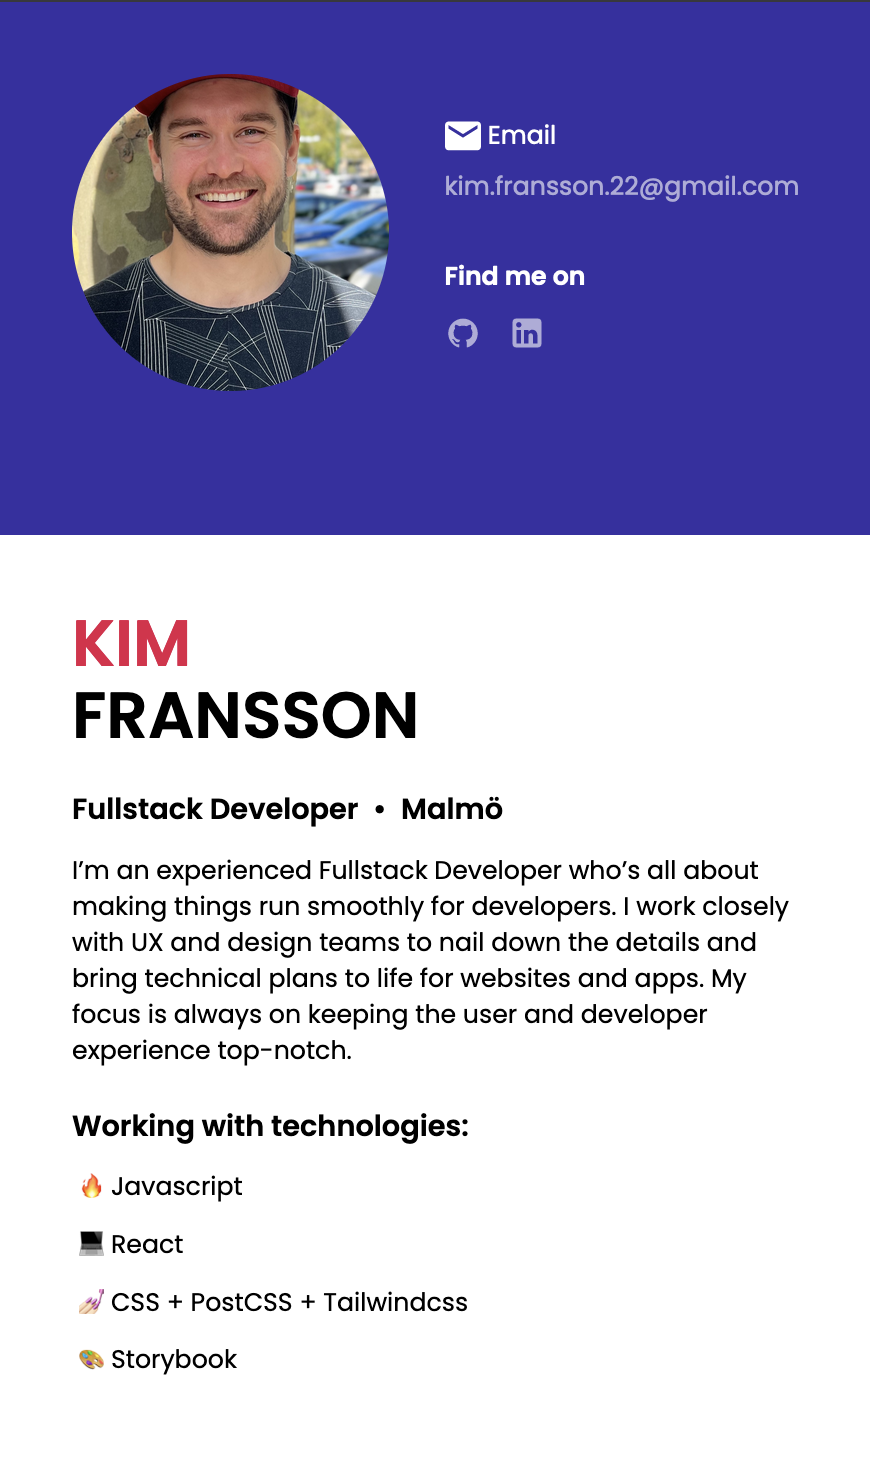 Email
kim.fransson.22@gmail.com
Find me on
in
KIM
FRANSSON
Fullstack Developer • Malmö
I’m an experienced Fullstack Developer who’s all about
making things run smoothly for developers. I work closely
with UX and design teams to nail down the details and
bring technical plans to life for websites and apps. My
focus is always on keeping the user and developer
experience top-notch.
Working with technologies:
🔥 Javascript
💻 React
💅🏻 CSS + PostCSS + Tailwindcss
🎨 Storybook